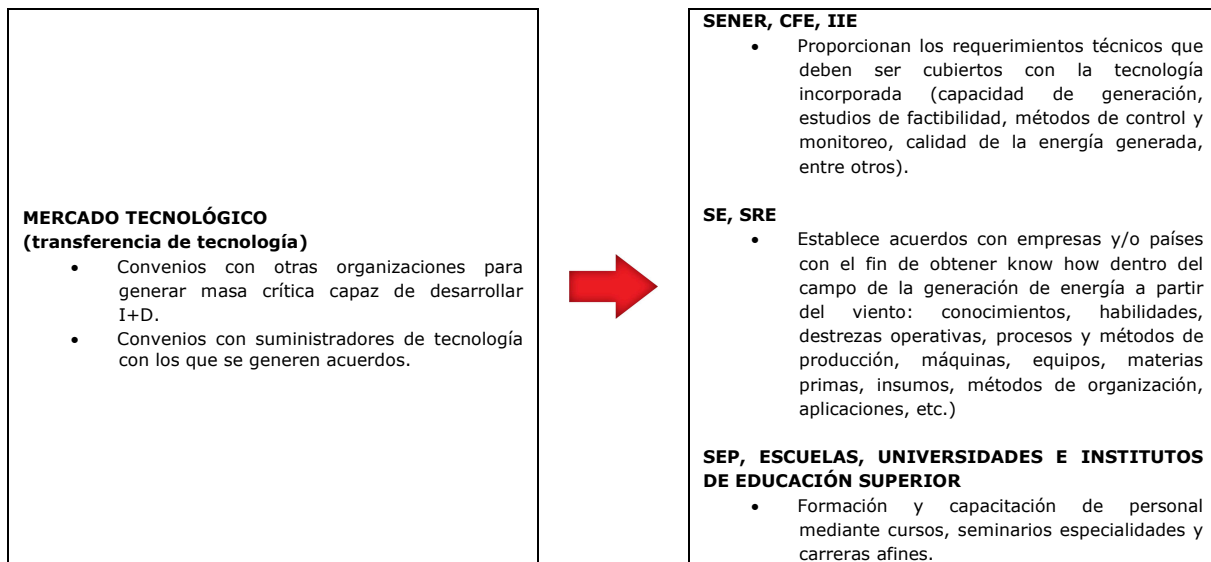 MERCADO TECNOLÓGICO
(transferencia de tecnología)
• Convenios con otras organizaciones para
generar masa crítica capaz de desarrollar
I+D.
• Convenios con suministradores de tecnología
con los que se generen acuerdos.
SENER, CFE, IIE
• Proporcionan los requerimientos técnicos que
deben ser cubiertos con la tecnología
incorporada (capacidad de generación,
estudios de factibilidad, métodos de control y
monitoreo, calidad de la energía generada,
entre otros).
SE, SRE
• Establece acuerdos con empresas y/o países
con el fin de obtener know how dentro del
campo de la generación de energía a partir
del viento: conocimientos, habilidades,
destrezas operativas, procesos y métodos de
producción, máquinas, equipos, materias
primas, insumos, métodos de organización,
aplicaciones, etc.)
SEP, ESCUELAS, UNIVERSIDADES E INSTITUTOS
DE EDUCACIÓN SUPERIOR
• Formación y capacitación de personal
mediante cursos, seminarios especialidades y
carreras afines.